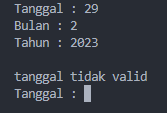 Tanggal : 29
Bulan : 2
Tahun : 2023
tanggal tidak valid
Tanggal :